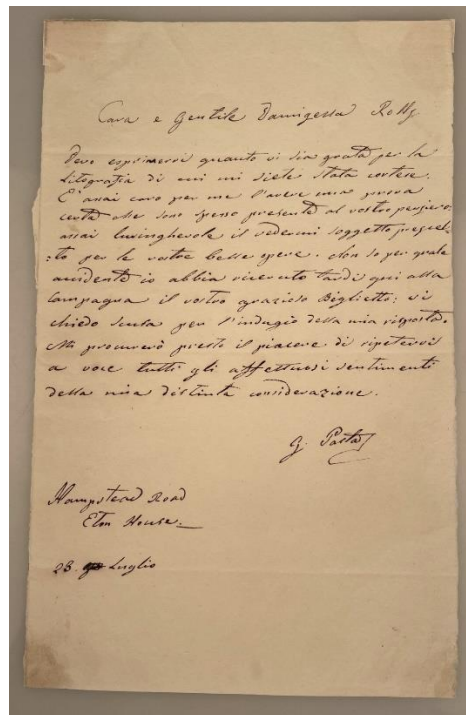 Cara e Gentile Damigella
Devo esprimervi quanto vi sia grata per la
Litografia di cui mi siete stata cortese.
E' assai caro per me l'avere una prova
certa che sono spesso presente al vostro pensiero,
assai lusinghevole il vedermi soggetto prescel-
:to per le vostre belle opere. Non so per quale
accidente io abbia ricevuto tardi qui alla
Campagna il vostro grazioso Biglietto; vi
chiedo scusa per l'indugio della mia risposta.
Mi procurerò presto il piacere di ripetervi
a voce tutti gli affettuosi sentimenti
della mia distinta considerazione.
G. Pasta
Hampstead Road
Elm House.
23. Luglio